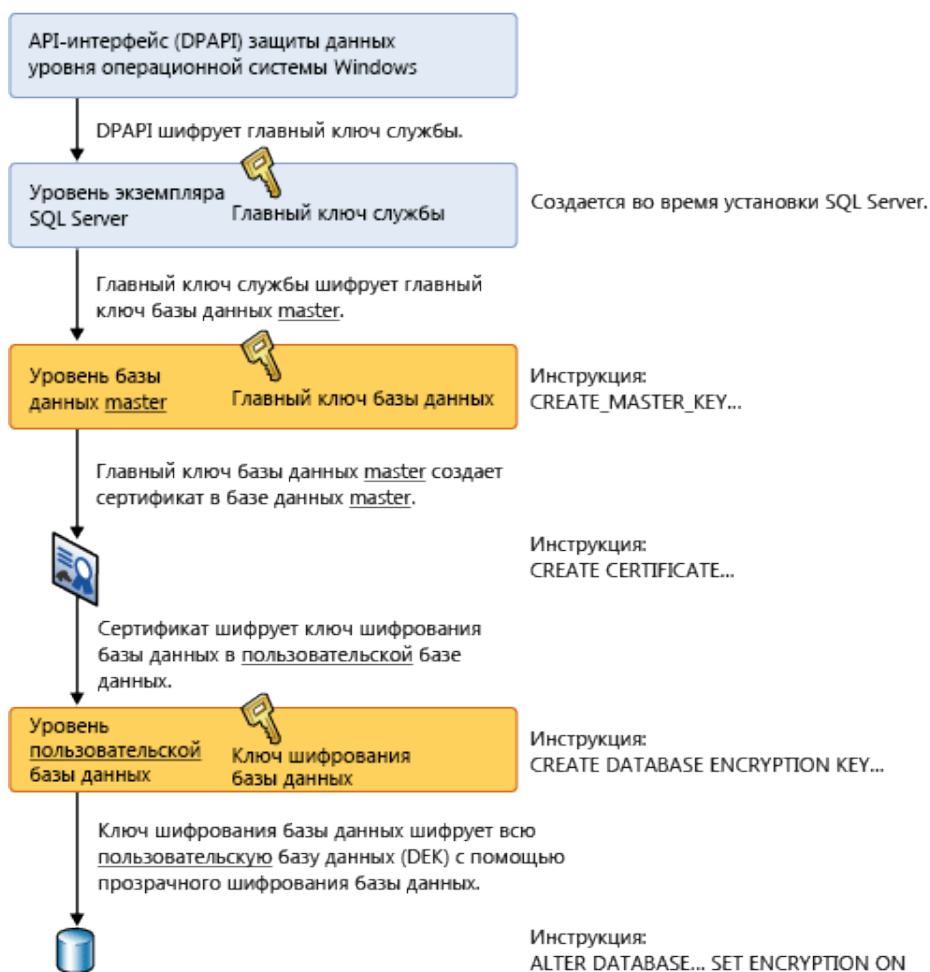 API-интерфейс (DPAPI) защиты данных
уровня операционной системы Windows
DPAPI шифрует главный ключ службы.
Уровень экземпляра
SQL Server
Главный ключ службы
Создается во время установки SQL Server.
Главный ключ службы шифрует главный
ключ базы данных master.
Уровень базы
данных master
Главный ключ базы данных
Инструкция:
CREATE_MASTER_KEY...
Главный ключ базы данных master создает
сертификат в базе данных master.
Инструкция:
CREATE CERTIFICATE...
Сертификат шифрует ключ шифрования
базы данных в пользовательской базе
данных.
Уровень
пользовательской
базы данных
Ключ шифрования
базы данных
Инструкция:
CREATE DATABASE ENCRYPTION KEY...
Ключ шифрования базы данных шифрует всю
пользовательскую базу данных (DEK) с помощью
прозрачного шифрования базы данных.
Инструкция:
ALTER DATABASE... SET ENCRYPTION ON